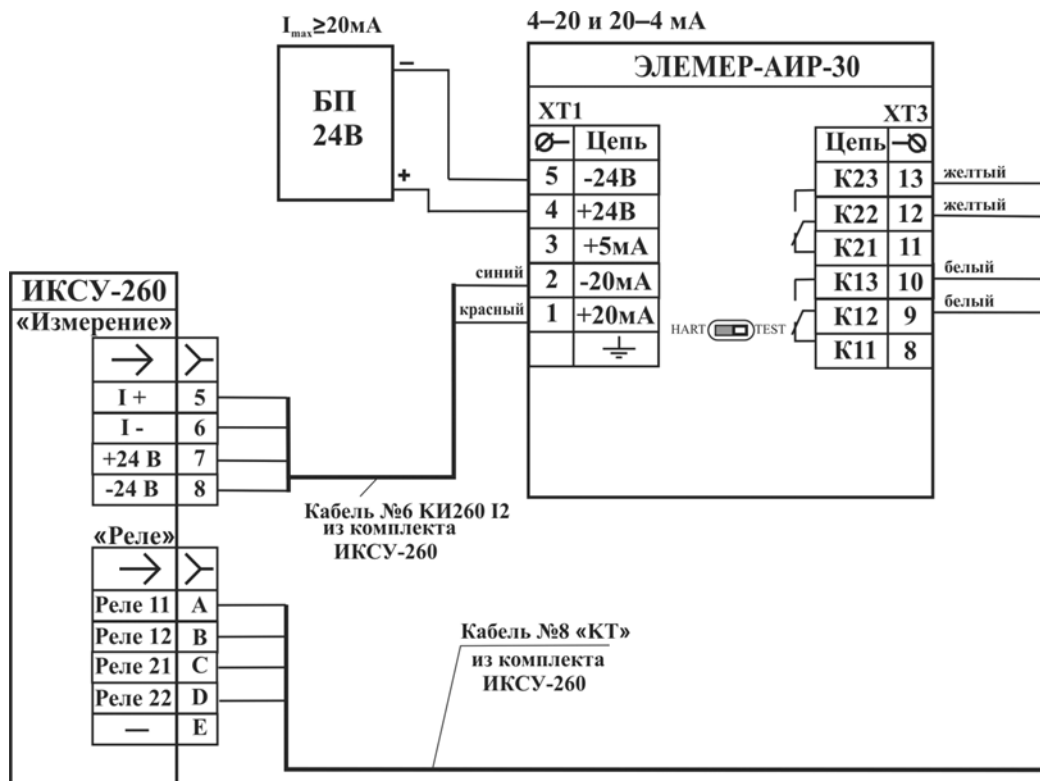 I max ≥20мА
4–20 и 20–4 мА
БП
24В
–
+
ЭЛЕМЕР-АИР-30
XT1
XT3
Цепь
5 -24В
4 +24В
3 +5мА
2 -20мА
1 +20мА
синий
красный
HART
TEST
Цепь
К23 13
К22 12
К21 11
К13 10
К12 9
К11 8
желтый
желтый
белый
белый
ИКСУ-260
«Измерение»
I + 5
I - 6
+24 В 7
-24 В 8
Кабель №6 КИ260 I2
из комплекта
ИКСУ-260
«Реле»
Реле 11 A
Реле 12 B
Реле 21 C
Реле 22 D
— E
Кабель №8 «КТ»
из комплекта
ИКСУ-260